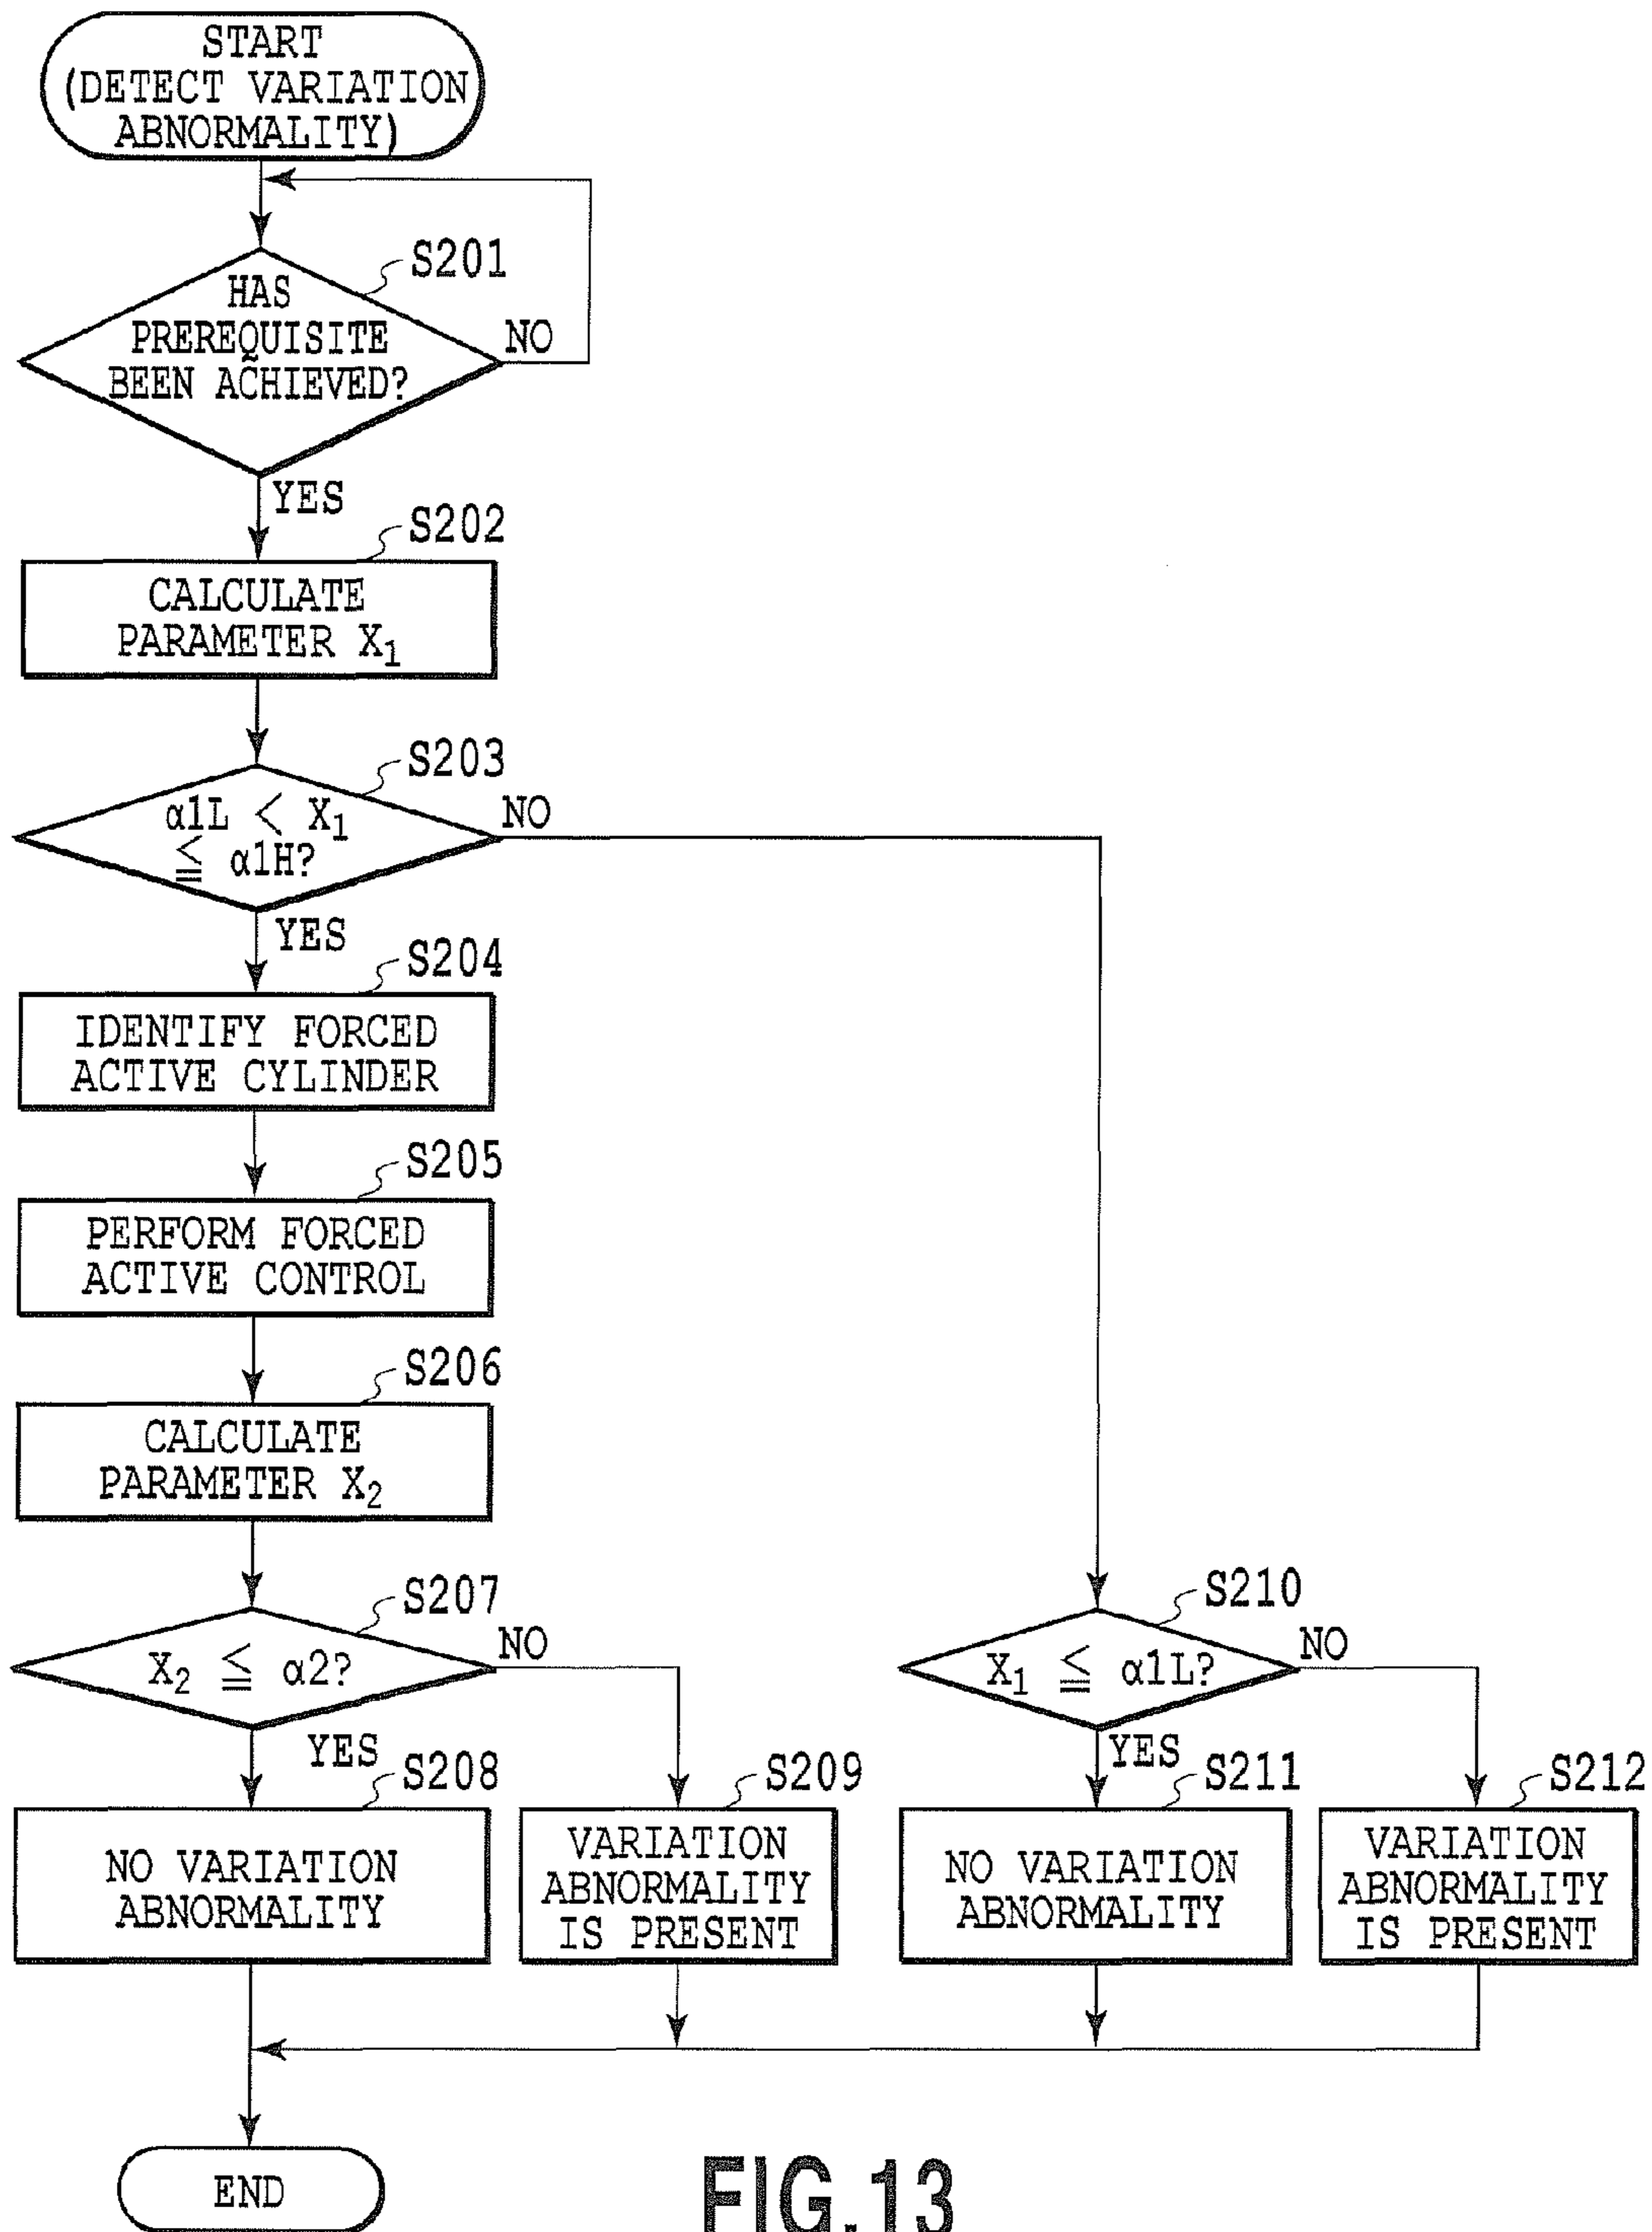 START
(DETECT VARIATION
ABNORMALITY)
S201
HAS
PREREQUISITE
BEEN ACHIEVED?
NO
YES
S202
CALCULATE
PARAMETER X₁
S203
α1L < X₁
≦ α1H?
NO
YES
S204
IDENTIFY FORCED
ACTIVE CYLINDER
S205
PERFORM FORCED
ACTIVE CONTROL
S206
CALCULATE
PARAMETER X₂
S207
X₂ ≦ α2?
NO
YES
S208
NO VARIATION
ABNORMALITY
S209
VARIATION
ABNORMALITY
IS PRESENT
S210
X₁ ≦ α1L?
NO
YES
S211
NO VARIATION
ABNORMALITY
S212
VARIATION
ABNORMALITY
IS PRESENT
END
FIG.13